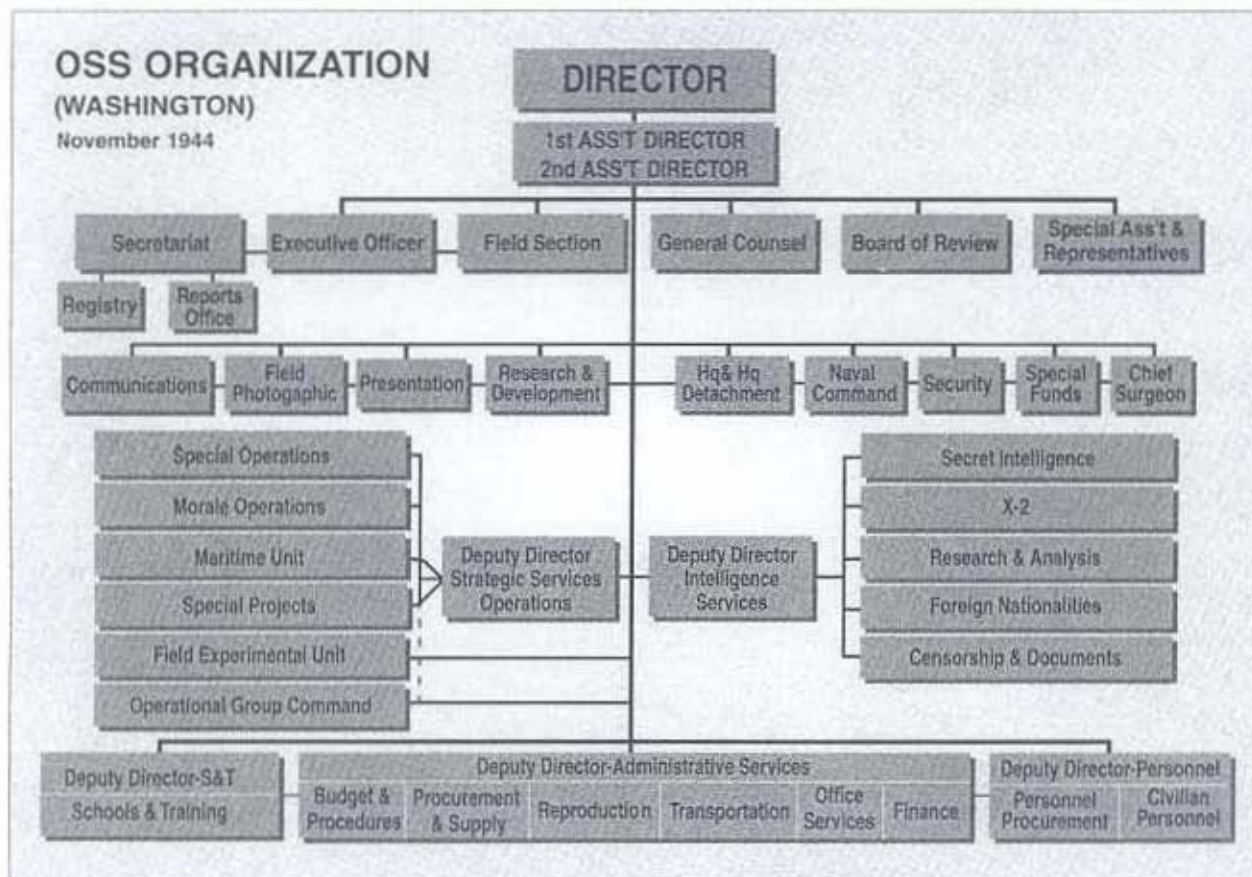 OSS ORGANIZATION
(WASHINGTON)
November 1944
DIRECTOR
1st ASS'T DIRECTOR
2nd ASS'T DIRECTOR
Secretariat
Executive Officer
Field Section
General Counsel
Board of Review
Special Ass't &
Representatives
Registry
Reports
Office
Communications
Field
Photogaphic
Presentation
Research &
Development
Hq& Hq
Detachment
Naval
Command
Security
Special
Funds
Chief
Surgeon
Special Operations
Morale Operations
Maritime Unit
Special Projects
Field Experimental Unit
Operational Group Command
Deputy Director
Strategic Services
Operations
Deputy Director
Intelligence
Services
Secret Intelligence
X-2
Research & Analysis
Foreign Nationalities
Censorship & Documents
Deputy Director-S&T
Schools & Training
Deputy Director-Administrative Services
Budget &
Procedures
Procurement
& Supply
Reproduction
Transportation
Office
Services
Finance
Deputy Director-Personnel
Personnel
Procurement
Civilian
Personnel